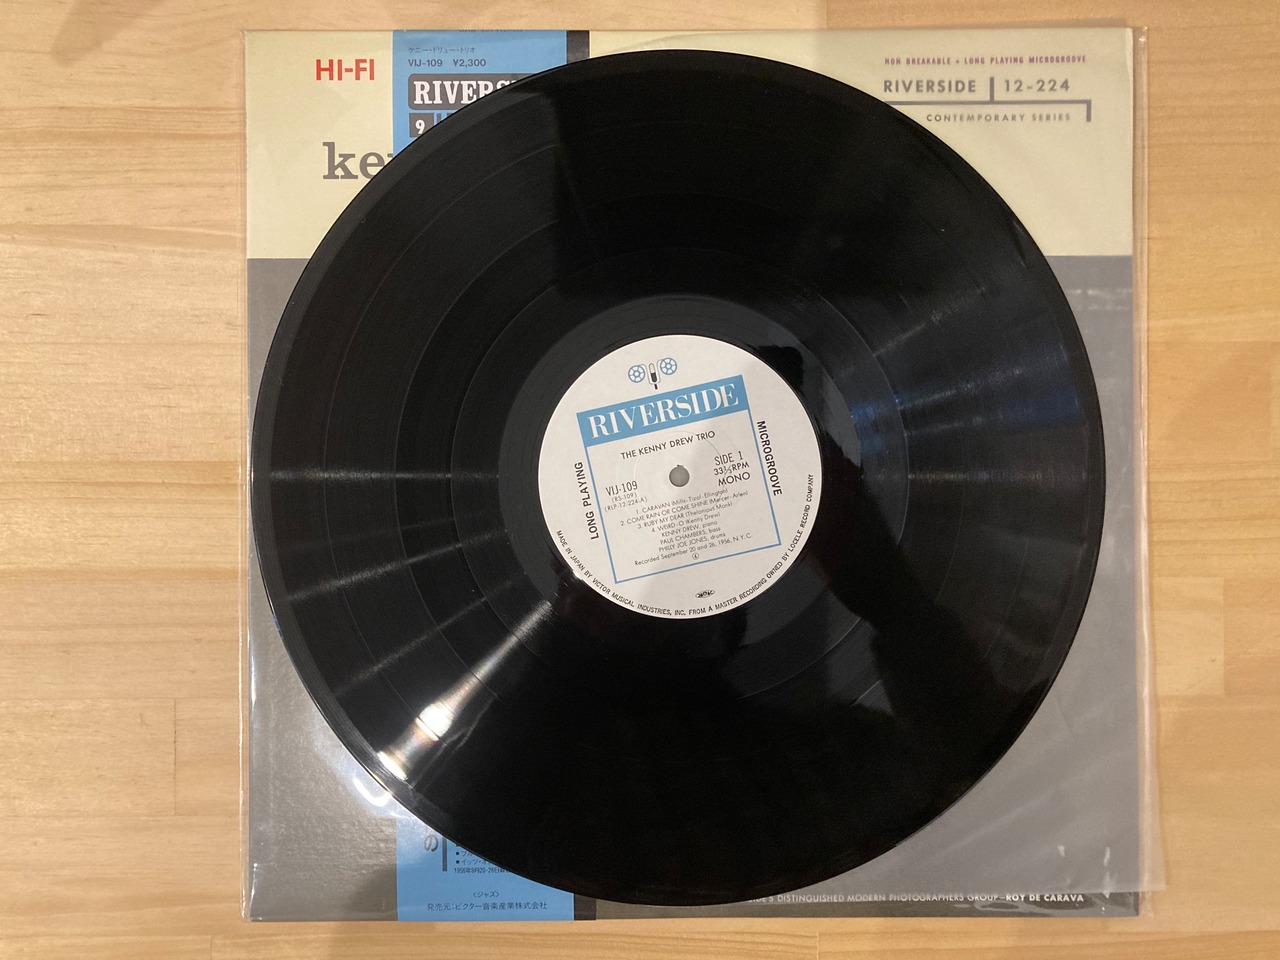 ケニー・ドリュー・トリオ
VIJ-109 ¥2,300
HI-FI
NON BREAKABLE • LONG PLAYING MICROGROOVE
RIVERSIDE 12-224
CONTEMPORARY SERIES
RIVERSIDE
THE KENNY DREW TRIO
LONG PLAYING
MICROGROOVE
SIDE 1
33⅓RPM
MONO
VIJ-109
(RS-109)
(RLP-12-224-A)
1. CARAVAN (Mills-Tizol-Ellington)
2. COME RAIN OR COME SHINE (Mercer-Arlen)
3. RUBY MY DEAR (Thelonious Monk)
4. WEIRD-O (Kenny Drew)
KENNY DREW, piano
PAUL CHAMBERS, bass
PHILLY JOE JONES, drums
Recorded September 20 and 26, 1956, N.Y.C.
MADE IN JAPAN BY VICTOR MUSICAL INDUSTRIES, INC. FROM A MASTER RECORDING OWNED BY
の
<ジャズ>
発売元:ビクター音楽産業株式会社
DISTINGUISHED MODERN PHOTOGRAPHERS GROUP—ROY DE CARAVA